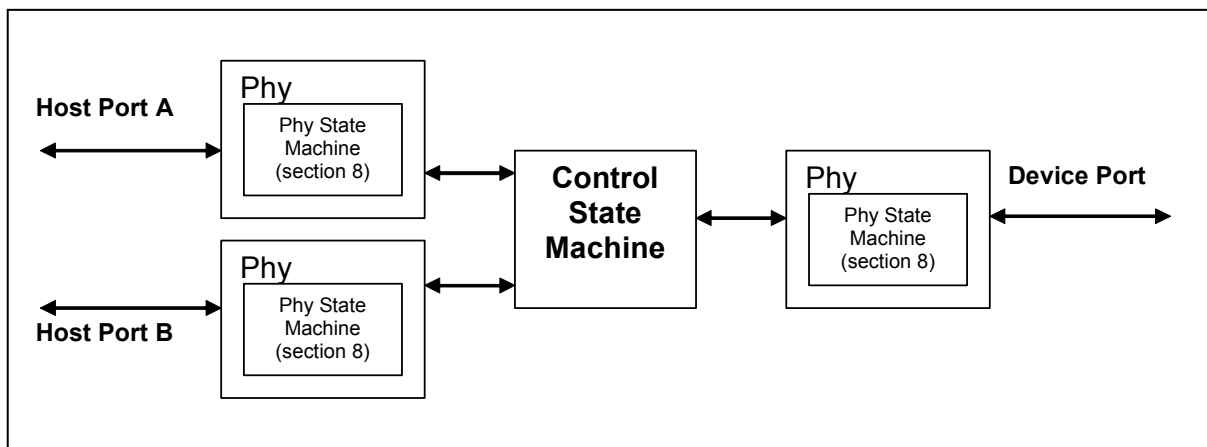 Host Port A
Phy
Phy State
Machine
(section 8)
Host Port B
Phy
Phy State
Machine
(section 8)
Control
State
Machine
Phy
Phy State
Machine
(section 8)
Device Port